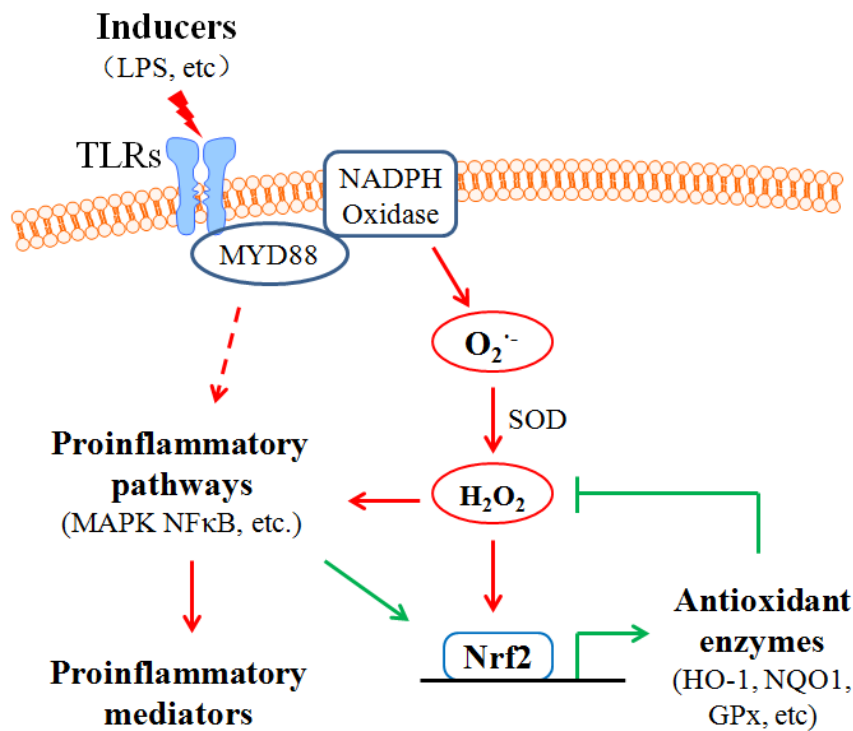 Inducers
（LPS, etc）
TLRs
NADPH
Oxidase
MYD88
O₂·-
SOD
Proinflammatory
pathways
(MAPK NFκB, etc.)
H₂O₂
Antioxidant
enzymes
(HO-1, NQO1,
GPx, etc)
Nrf2
Proinflammatory
mediators